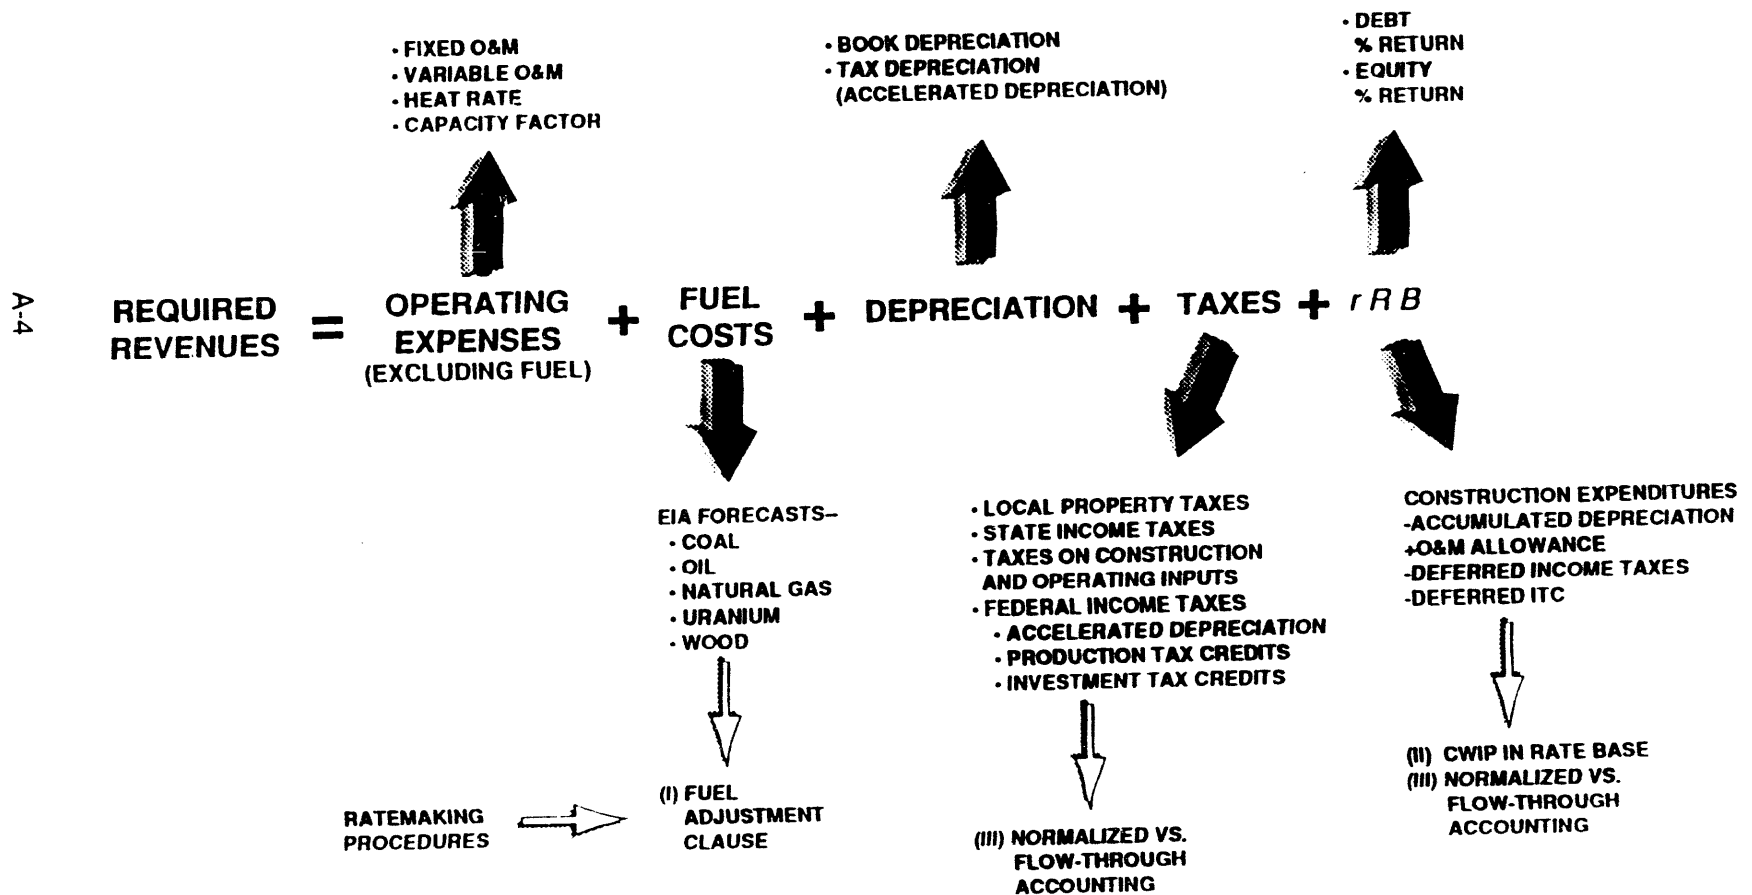 • FIXED O&M
• VARIABLE O&M
• HEAT RATE
• CAPACITY FACTOR
• BOOK DEPRECIATION
• TAX DEPRECIATION
(ACCELERATED DEPRECIATION)
• DEBT
% RETURN
• EQUITY
% RETURN
A-4
REQUIRED
REVENUES
=
OPERATING
EXPENSES
(EXCLUDING FUEL)
+
FUEL
COSTS
+
DEPRECIATION
+
TAXES
+
rRB
EIA FORECASTS–
• COAL
• OIL
• NATURAL GAS
• URANIUM
• WOOD
• LOCAL PROPERTY TAXES
• STATE INCOME TAXES
• TAXES ON CONSTRUCTION
AND OPERATING INPUTS
• FEDERAL INCOME TAXES
• ACCELERATED DEPRECIATION
• PRODUCTION TAX CREDITS
• INVESTMENT TAX CREDITS
CONSTRUCTION EXPENDITURES
-ACCUMULATED DEPRECIATION
+O&M ALLOWANCE
-DEFERRED INCOME TAXES
-DEFERRED ITC
RATEMAKING
PROCEDURES
(I) FUEL
ADJUSTMENT
CLAUSE
(III) NORMALIZED VS.
FLOW-THROUGH
ACCOUNTING
(II) CWIP IN RATE BASE
(III) NORMALIZED VS.
FLOW-THROUGH
ACCOUNTING